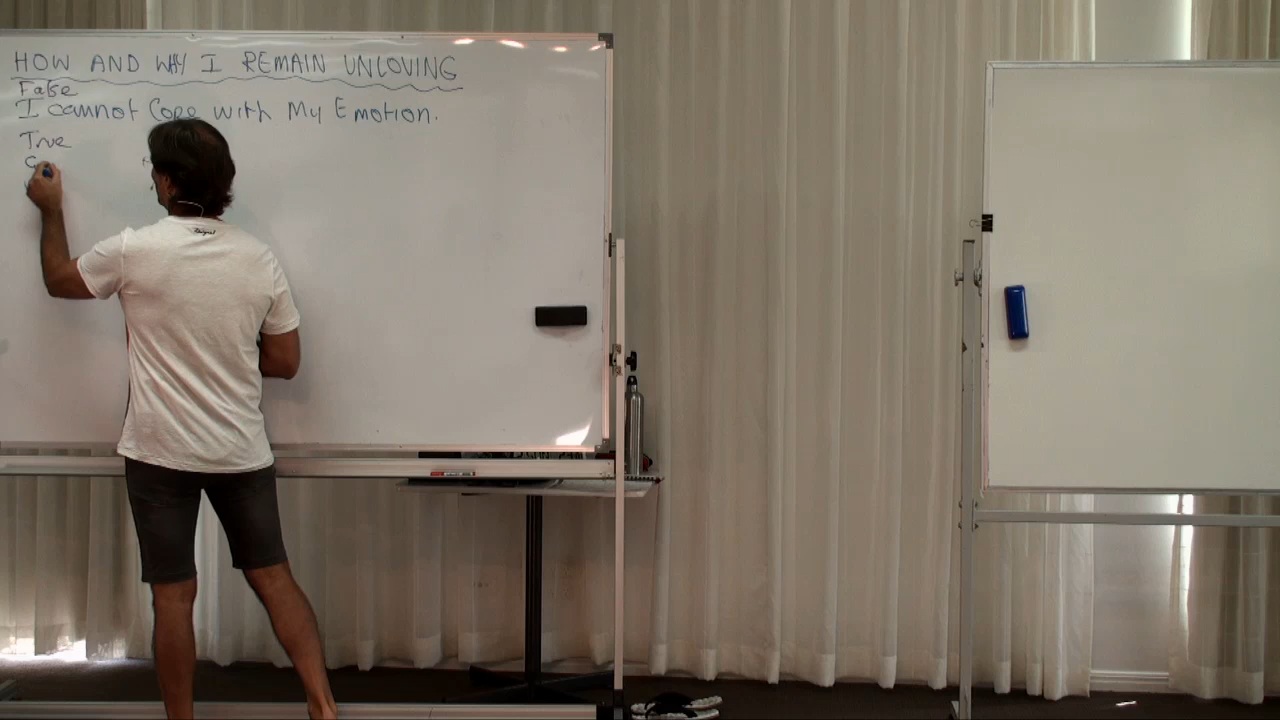 HOW AND WHY I REMAIN UNLOVING
False
I cannot Cope with My Emotion.
True